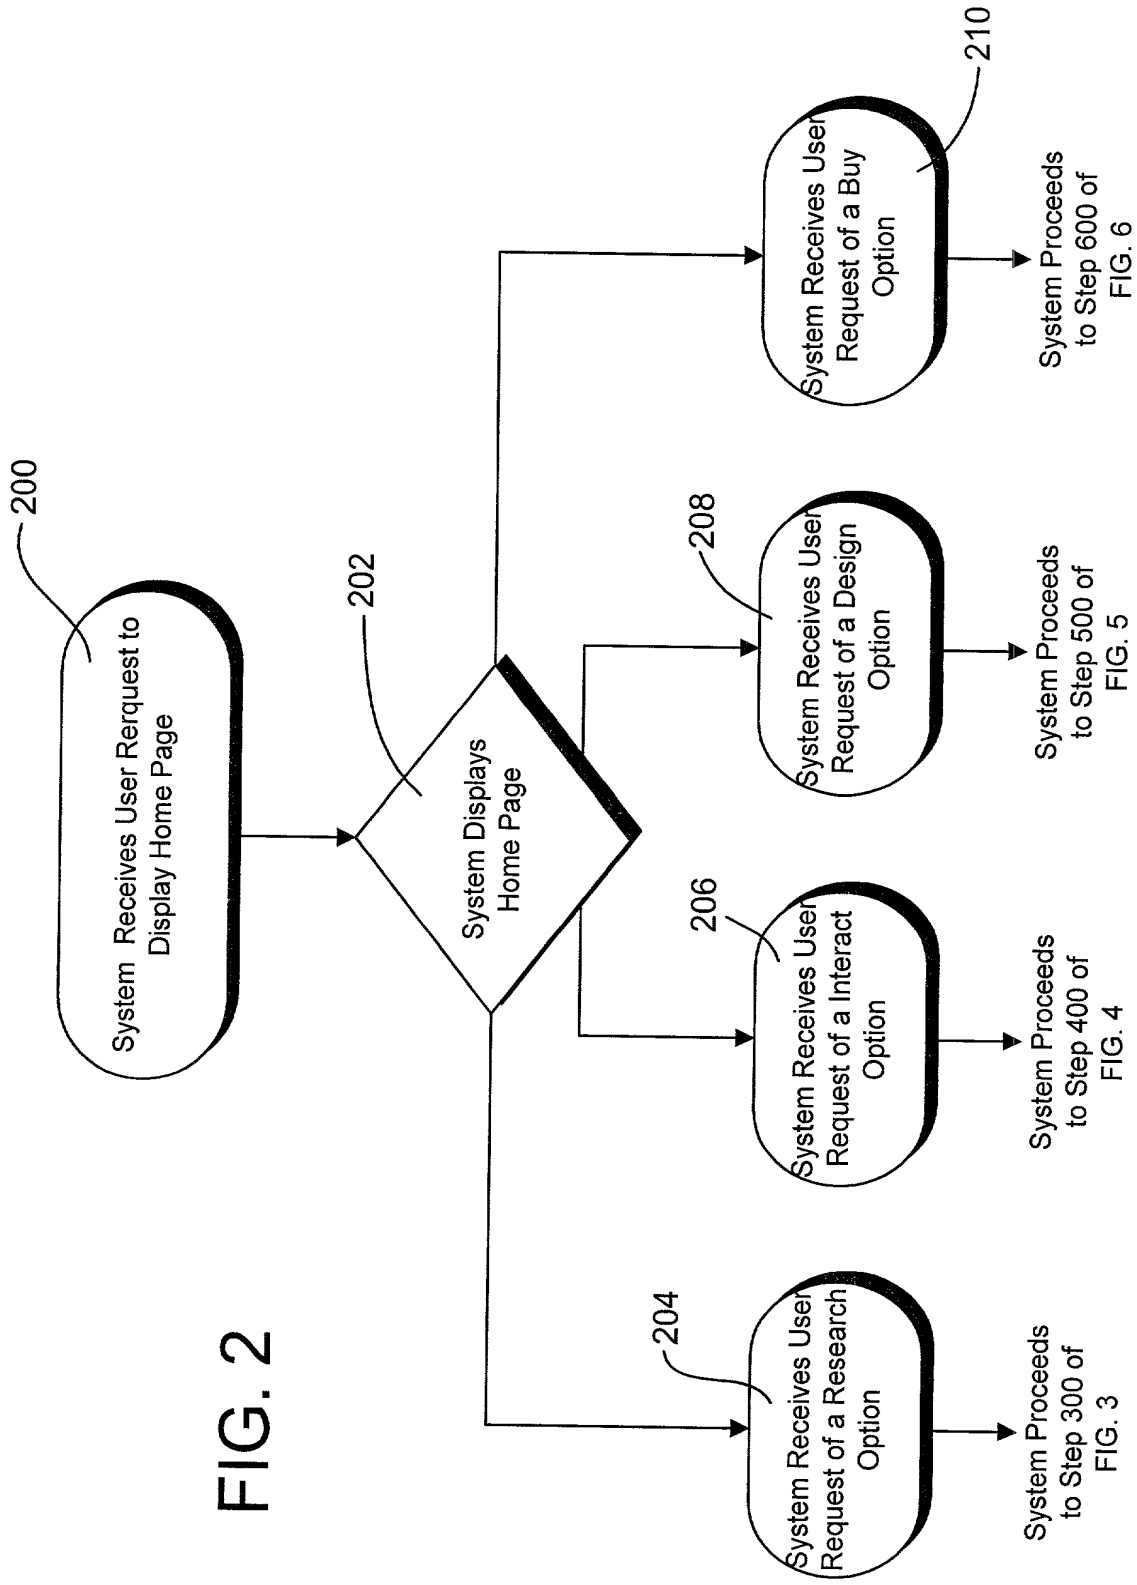 FIG. 2
200
System Receives User Rerquest to
Display Home Page
202
System Displays
Home Page
204
System Receives User
Request of a Research
Option
System Proceeds
to Step 300 of
FIG. 3
206
System Receives User
Request of a Interact
Option
System Proceeds
to Step 400 of
FIG. 4
208
System Receives User
Request of a Design
Option
System Proceeds
to Step 500 of
FIG. 5
210
System Receives User
Request of a Buy
Option
System Proceeds
to Step 600 of
FIG. 6